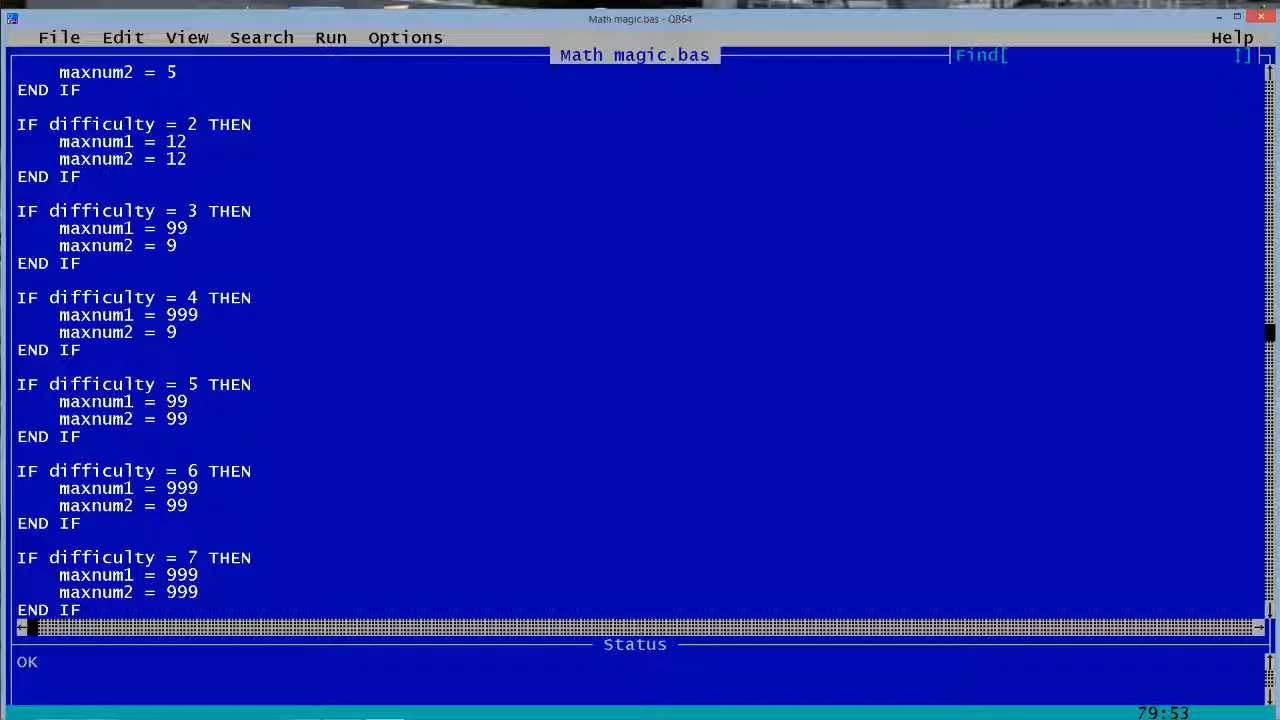 Math magic.bas - QB64
File Edit View Search Run Options Help
Math magic.bas
Find[ ↕]
maxnum2 = 5
END IF
IF difficulty = 2 THEN
maxnum1 = 12
maxnum2 = 12
END IF
IF difficulty = 3 THEN
maxnum1 = 99
maxnum2 = 9
END IF
IF difficulty = 4 THEN
maxnum1 = 999
maxnum2 = 9
END IF
IF difficulty = 5 THEN
maxnum1 = 99
maxnum2 = 99
END IF
IF difficulty = 6 THEN
maxnum1 = 999
maxnum2 = 99
END IF
IF difficulty = 7 THEN
maxnum1 = 999
maxnum2 = 999
END IF
Status
OK
79:53